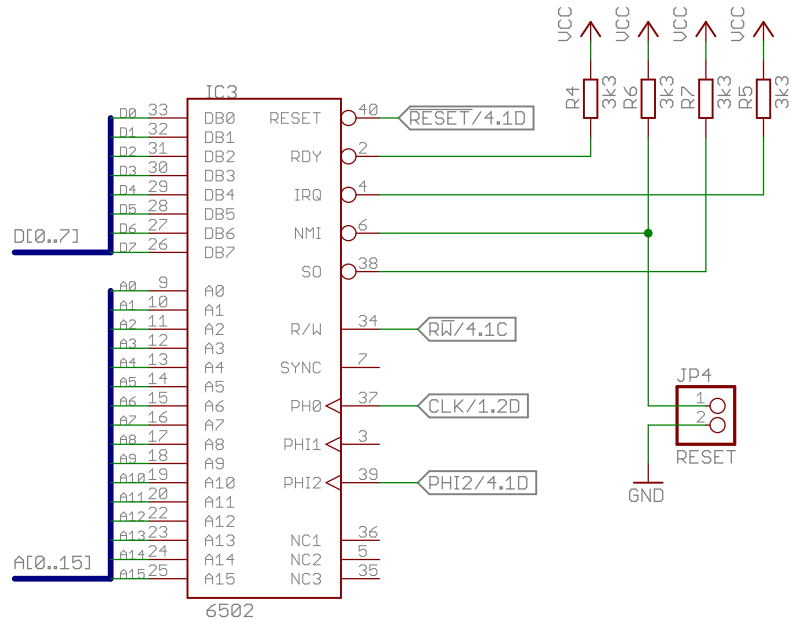 VCC VCC VCC VCC
R4 3k3 R6 3k3 R7 3k3 R5 3k3
IC3
D0 33 DB0 RESET 40 RESET/4.1D
D1 32 DB1
D2 31 DB2 RDY 2
D3 30 DB3
D4 29 DB4 IRQ 4
D5 28 DB5
D6 27 DB6 NMI 6
D7 26 DB7
D[0..7]
SO 38
A0 9 A0
A1 10 A1
A2 11 A2 R/W 34 RW/4.1C
A3 12 A3
A4 13 A4 SYNC 7
A5 14 A5
JP4
A6 15 A6 PH0 37 CLK/1.2D 1
A7 16 A7 2
A8 17 A8 PHI1 3
RESET
A9 18 A9
A10 19 A10 PHI2 39 PHI2/4.1D
GND
A11 20 A11
A12 22 A12
A13 23 A13 NC1 36
A14 24 A14 NC2 5
A[0..15]
A15 25 A15 NC3 35
6502